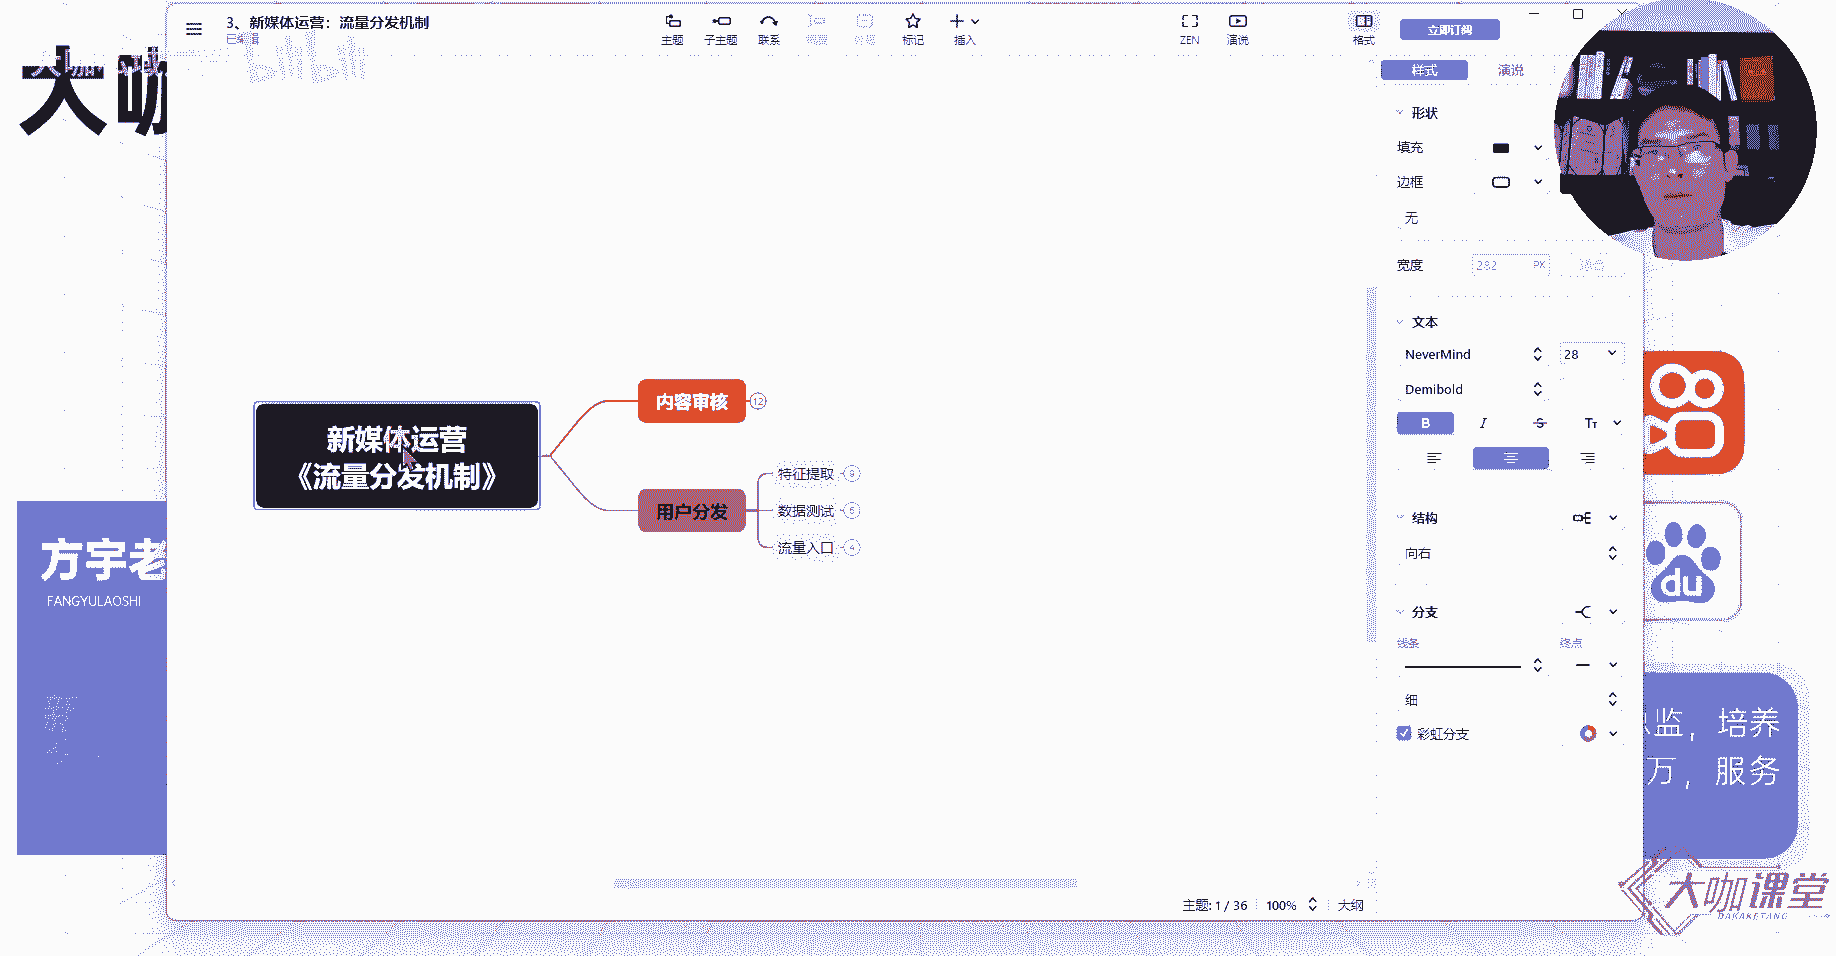 3、新媒体运营：流量分发机制
已编辑
主题
子主题
联系
标记
插入
ZEN
演说
格式
立即订购
bilibili
大咖
样式
演说
形状
填充
边框
无
宽度
282
PX
文本
NeverMind
28
Demibold
B
I
S
TT
结构
向右
分支
线条
终点
细
彩虹分支
新媒体运营
《流量分发机制》
内容审核
12
用户分发
特征提取
9
数据测试
6
流量入口
4
方宇老
FANGYULAOSHI
du
监，培养
万，服务
主题: 1 / 36
100%
大纲
大咖课堂
DAKAKETANG